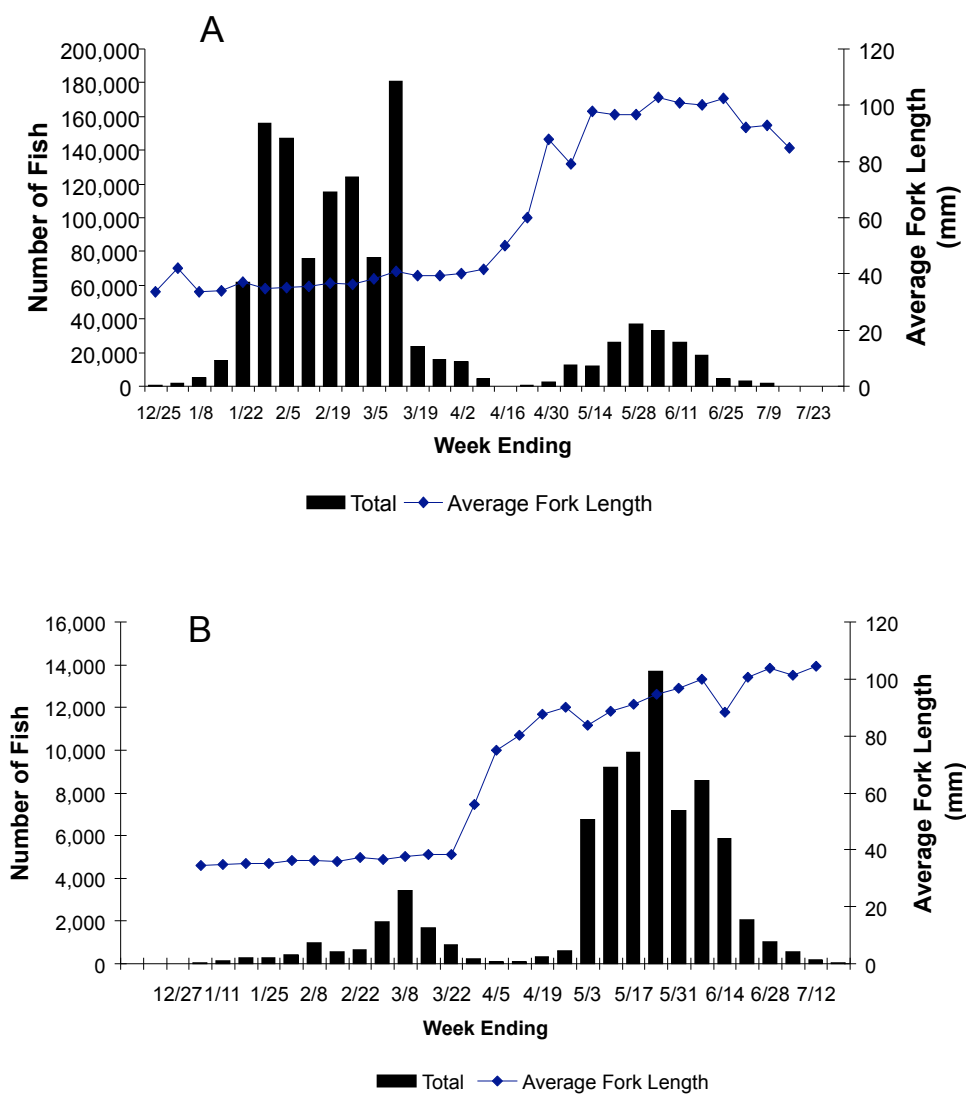 A
200,000
180,000
160,000
140,000
120,000
100,000
80,000
60,000
40,000
20,000
0
Number of Fish
120
100
80
60
40
20
0
Average Fork Length
(mm)
12/25 1/8 1/22 2/5 2/19 3/5 3/19 4/2 4/16 4/30 5/14 5/28 6/11 6/25 7/9 7/23
Week Ending
Total Average Fork Length
B
16,000
14,000
12,000
10,000
8,000
6,000
4,000
2,000
0
Number of Fish
120
100
80
60
40
20
0
Average Fork Length
(mm)
12/27 1/11 1/25 2/8 2/22 3/8 3/22 4/5 4/19 5/3 5/17 5/31 6/14 6/28 7/12
Week Ending
Total Average Fork Length